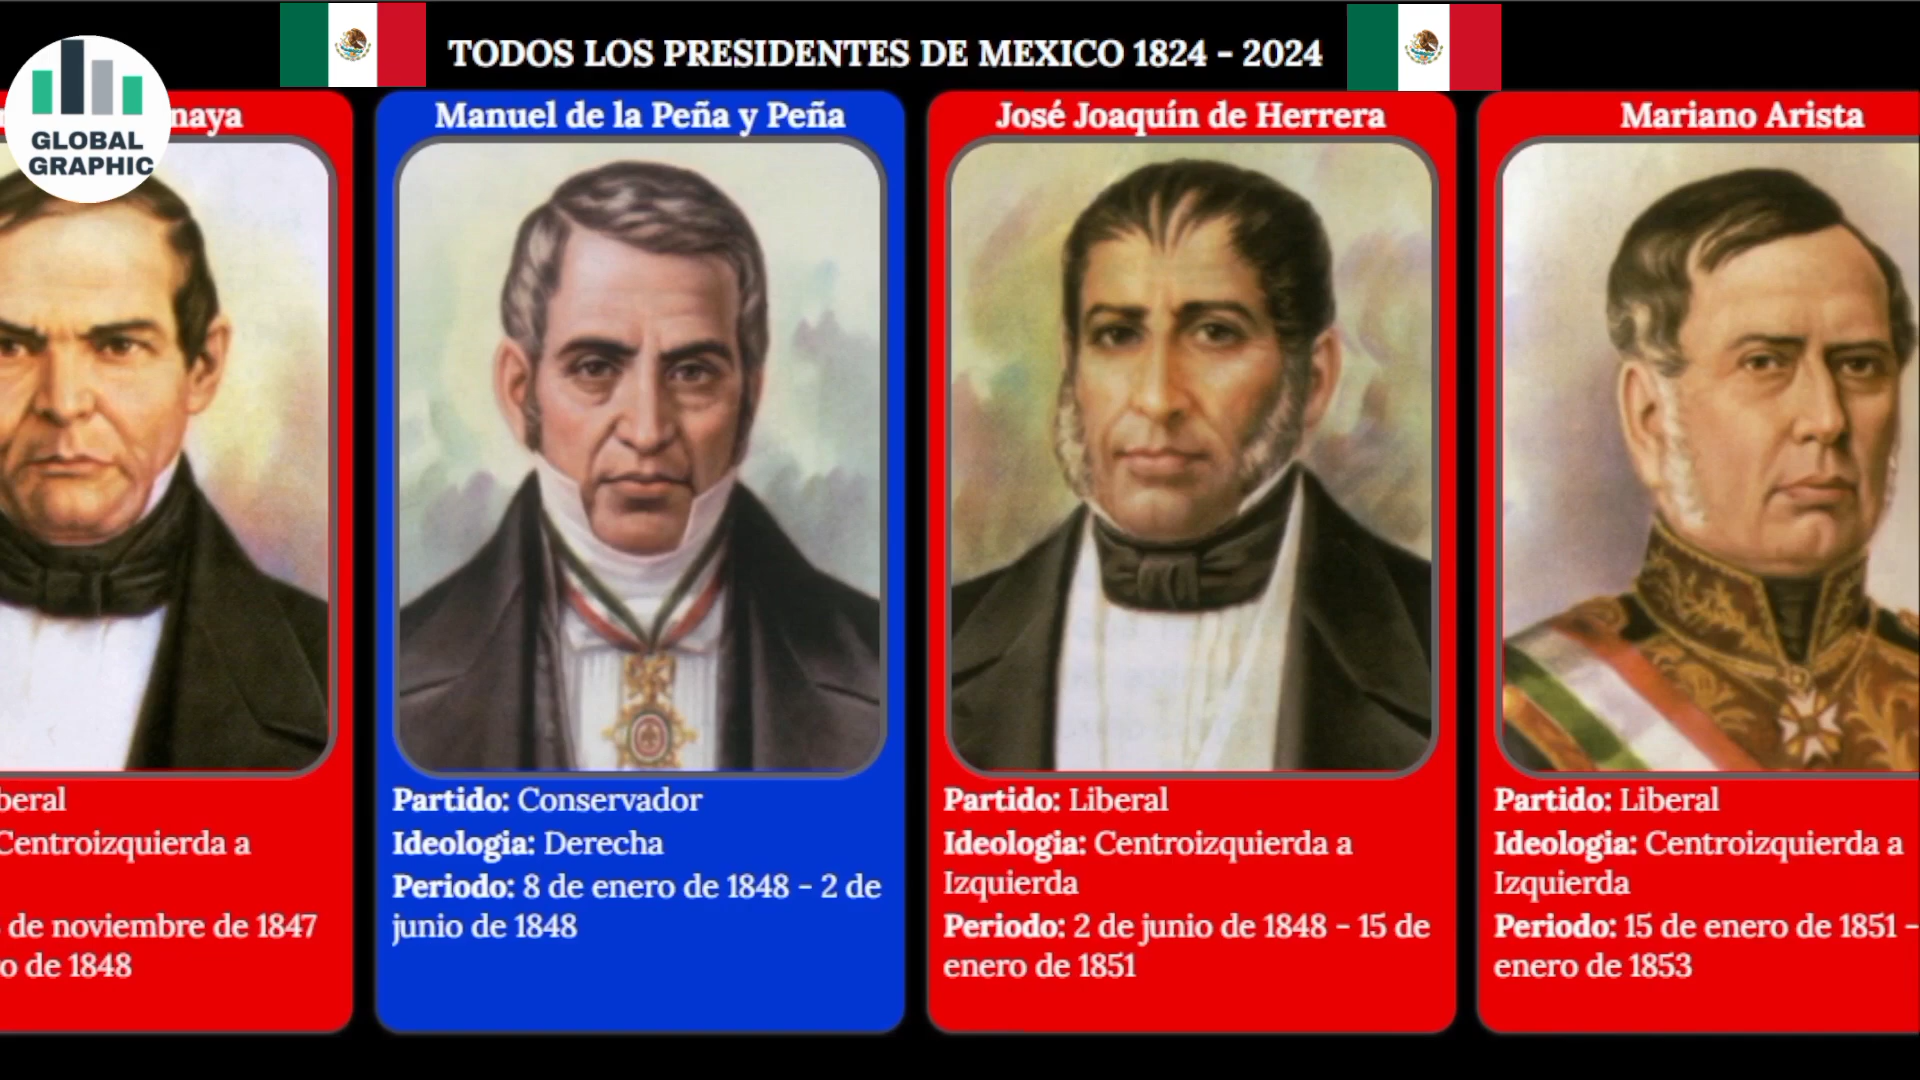 TODOS LOS PRESIDENTES DE MEXICO 1824 - 2024
GLOBAL
GRAPHIC
naya
beral
Centroizquierda a
de noviembre de 1847
o de 1848
Manuel de la Peña y Peña
Partido: Conservador
Ideologia: Derecha
Periodo: 8 de enero de 1848 - 2 de
junio de 1848
José Joaquín de Herrera
Partido: Liberal
Ideologia: Centroizquierda a
Izquierda
Periodo: 2 de junio de 1848 - 15 de
enero de 1851
Mariano Arista
Partido: Liberal
Ideologia: Centroizquierda a
Izquierda
Periodo: 15 de enero de 1851 -
enero de 1853